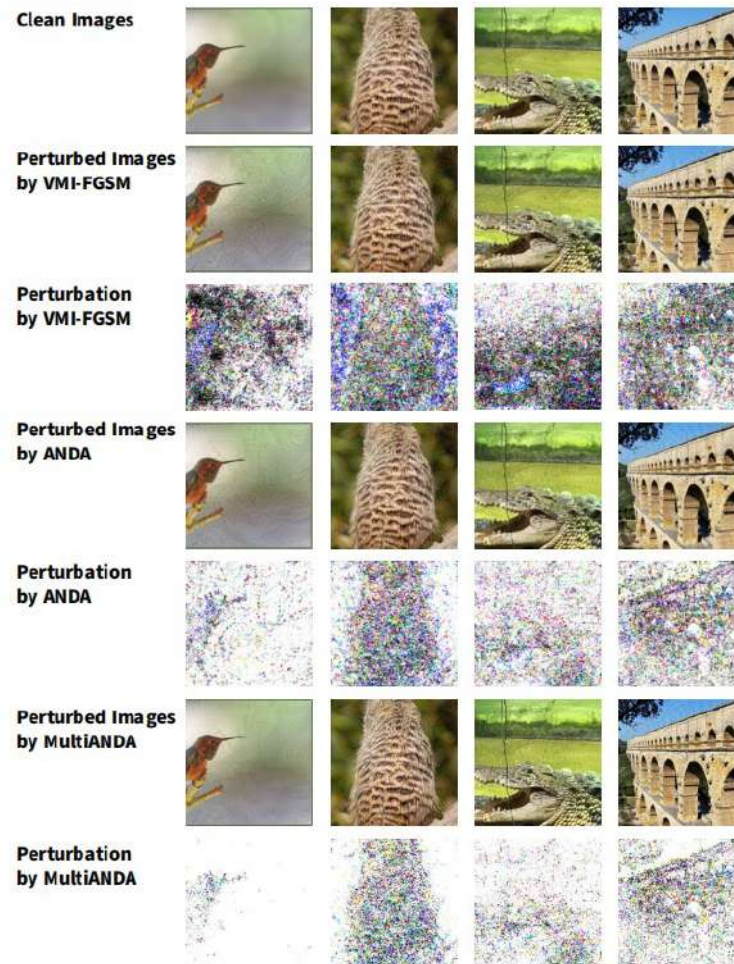 Clean Images
Perturbed Images
by VMI-FGSM
Perturbation
by VMI-FGSM
Perturbed Images
by ANDA
Perturbation
by ANDA
Perturbed Images
by MultiANDA
Perturbation
by MultiANDA